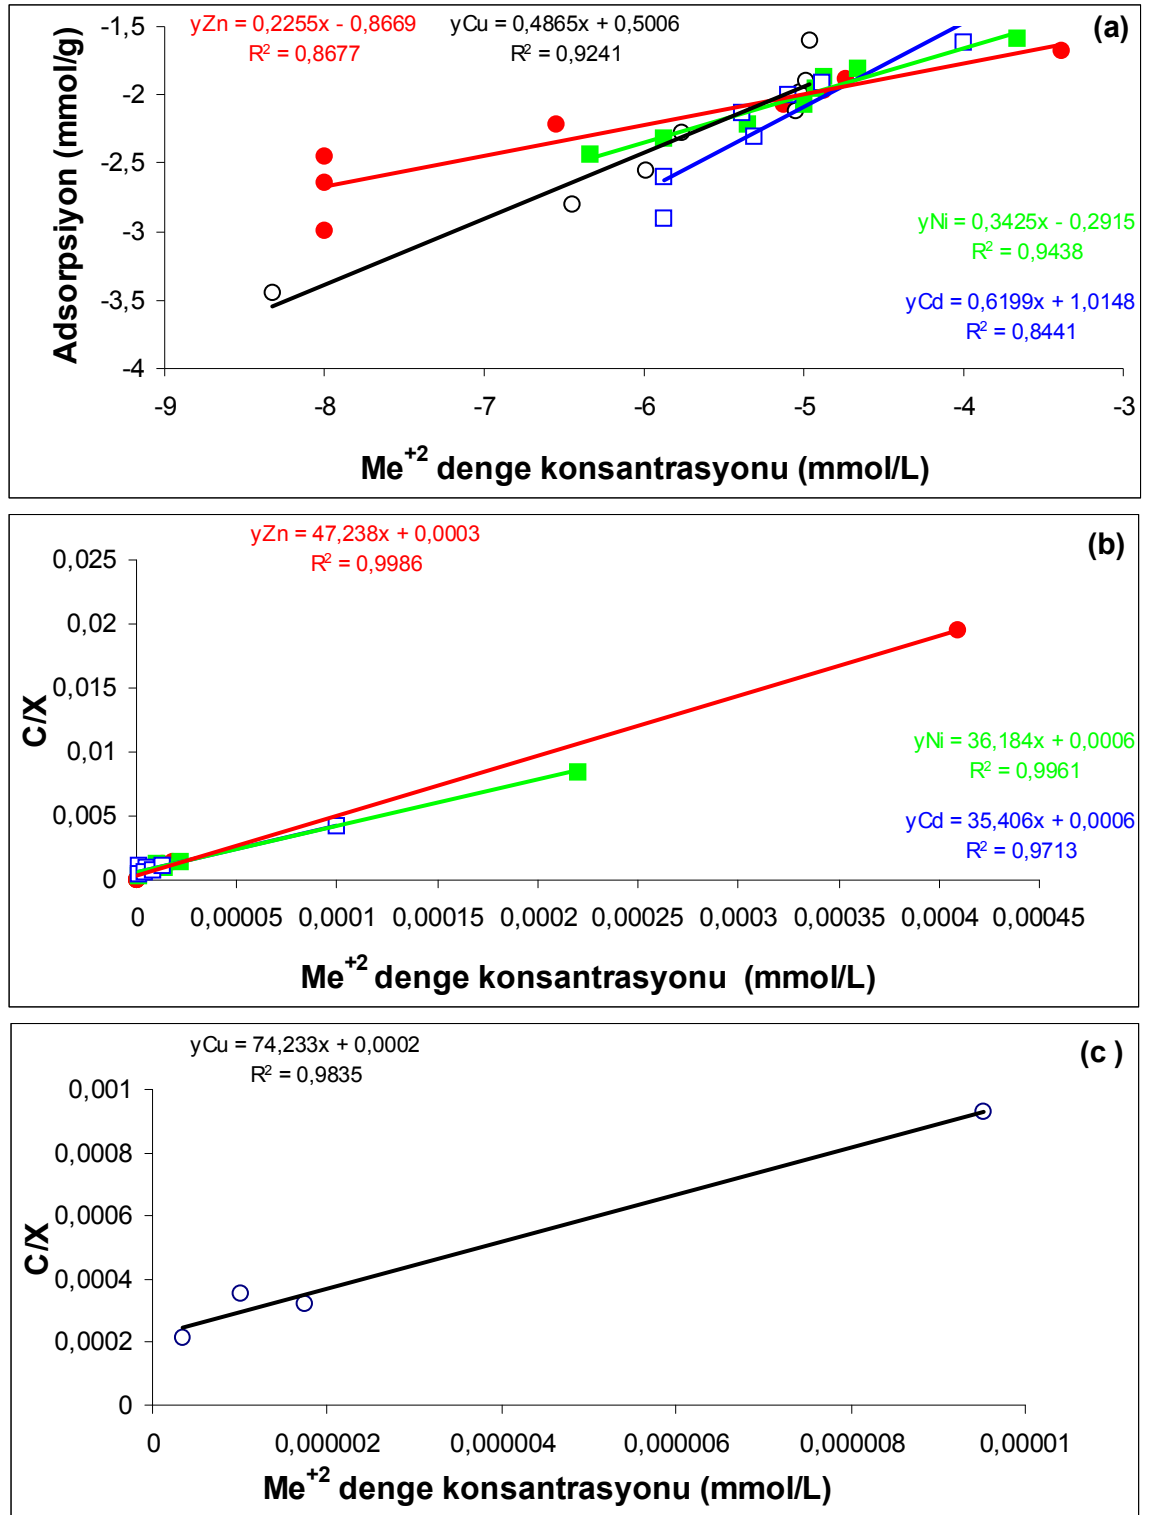 yZn = 0,2255x - 0,8669
R² = 0,8677
yCu = 0,4865x + 0,5006
R² = 0,9241
(a)
-1,5
-2
-2,5
-3
-3,5
-4
Adsorpsiyon (mmol/g)
yNi = 0,3425x - 0,2915
R² = 0,9438
yCd = 0,6199x + 1,0148
R² = 0,8441
-9 -8 -7 -6 -5 -4 -3
Me⁺² denge konsantrasyonu (mmol/L)
yZn = 47,238x + 0,0003
R² = 0,9986
(b)
0,025
0,02
0,015
0,01
0,005
0
C/X
yNi = 36,184x + 0,0006
R² = 0,9961
yCd = 35,406x + 0,0006
R² = 0,9713
0 0,00005 0,0001 0,00015 0,0002 0,00025 0,0003 0,00035 0,0004 0,00045
Me⁺² denge konsantrasyonu (mmol/L)
yCu = 74,233x + 0,0002
R² = 0,9835
(c )
0,001
0,0008
0,0006
0,0004
0,0002
0
C/X
0 0,000002 0,000004 0,000006 0,000008 0,00001
Me⁺² denge konsantrasyonu (mmol/L)